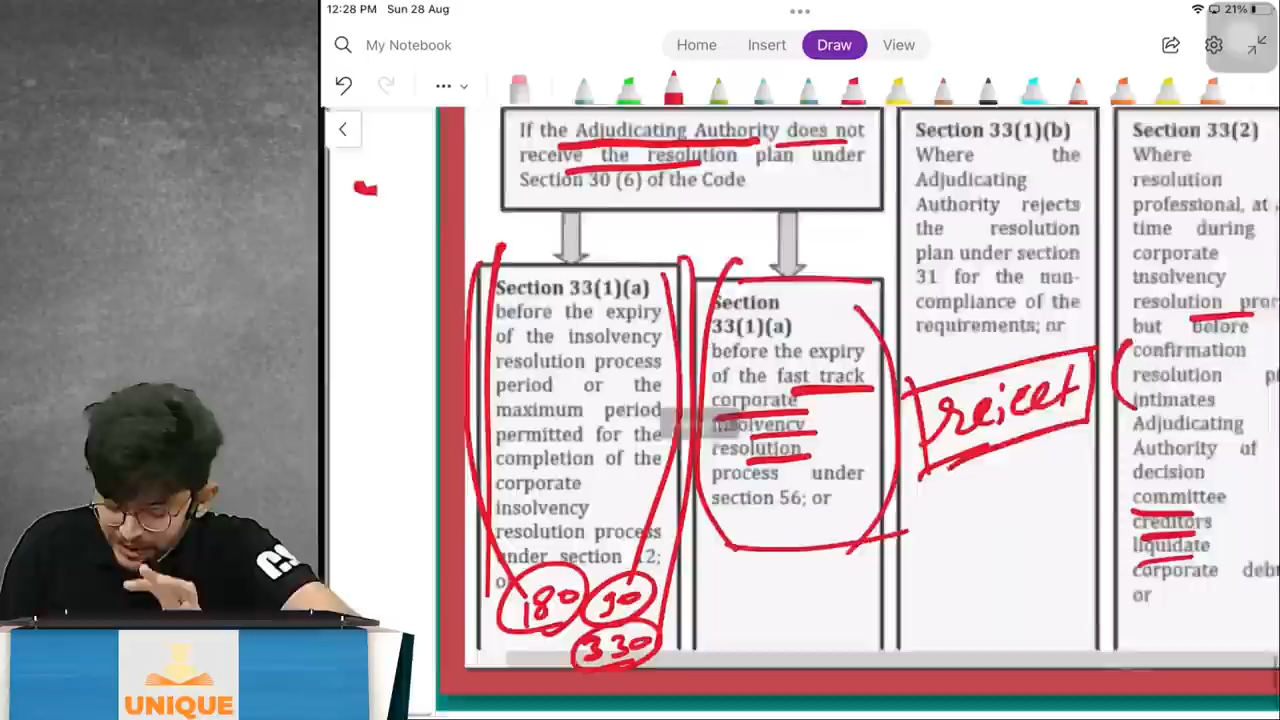 12:28 PM Sun 28 Aug
21%
My Notebook
Home Insert Draw View
If the Adjudicating Authority does not
receive the resolution plan under
Section 30 (6) of the Code
Section 33(1)(a)
before the expiry
of the insolvency
resolution process
period or the
maximum period
permitted for the
completion of the
corporate
insolvency
resolution process
under section 12;
180 90
330
Section
33(1)(a)
before the expiry
of the fast track
corporate
insolvency
resolution
process under
section 56; or
Section 33(1)(b)
Where the
Adjudicating
Authority rejects
the resolution
plan under section
31 for the non-
compliance of the
requirements; or
Section 33(2)
Where
resolution
professional, at
time during
corporate
insolvency
resolution
but before
confirmation
resolution
intimates
Adjudicating
Authority of
decision
committee
creditors
liquidate
corporate
or
CS
UNIQUE